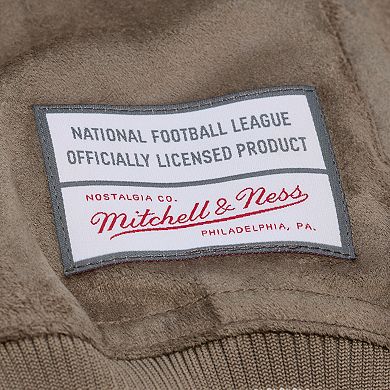 NATIONAL FOOTBALL LEAGUE
OFFICIALLY LICENSED PRODUCT
NOSTALGIA CO.
Mitchell & Ness
PHILADELPHIA, PA.